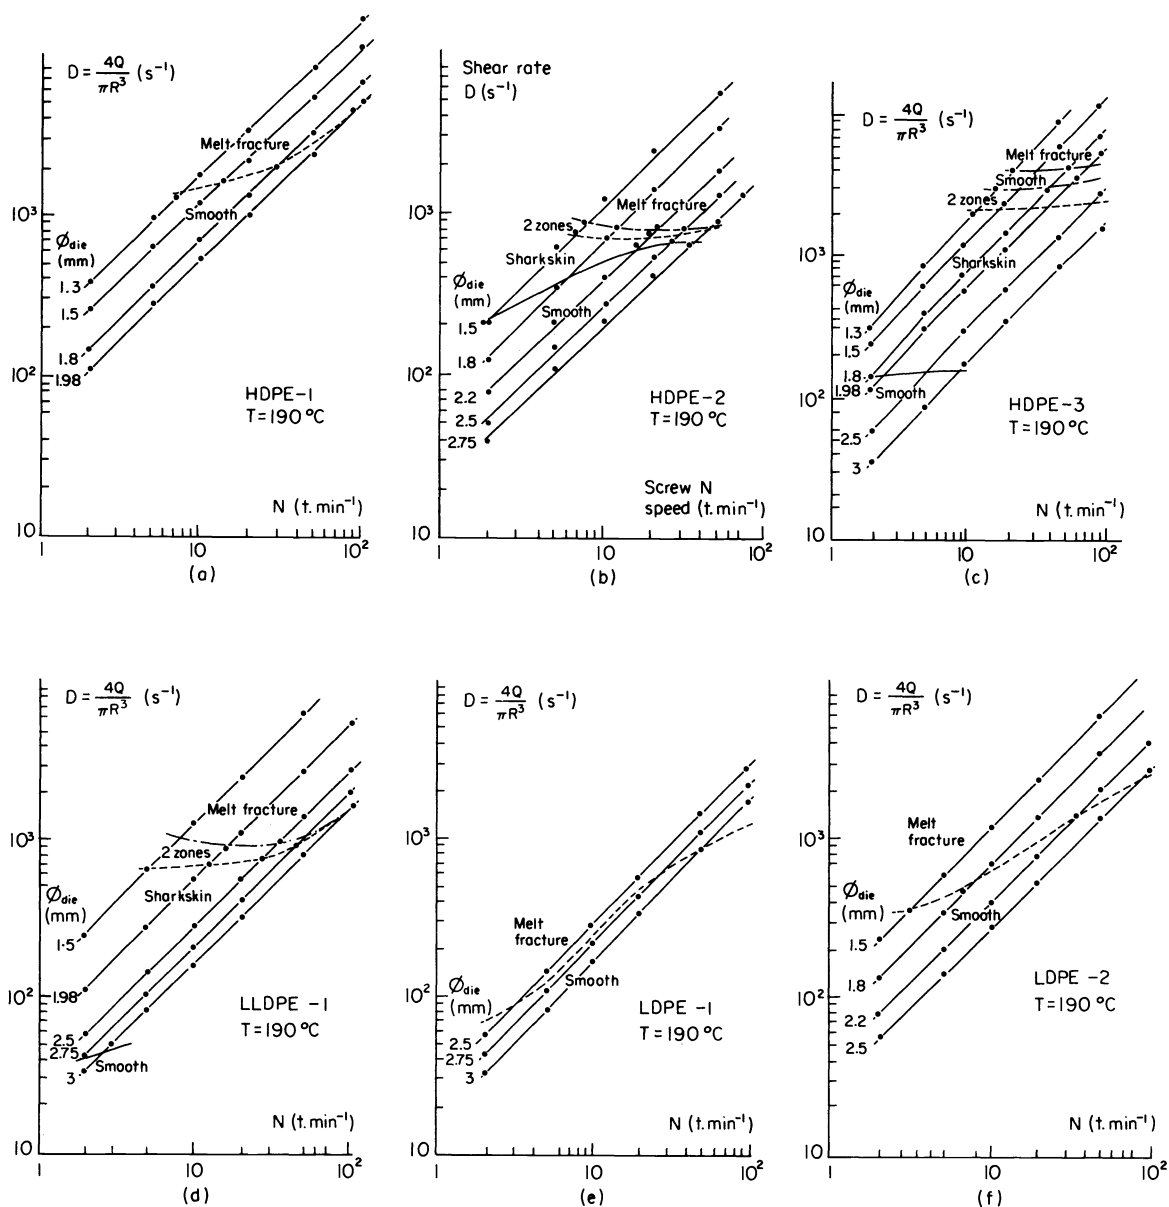 D = 4Q/πR³ (s⁻¹)
10³
10²
10
Φdie
(mm)
1.3
1.5
1.8
1.98
Melt fracture
Smooth
HDPE-1
T=190°C
N (t.min⁻¹)
1
10
10²
(a)
Shear rate
D (s⁻¹)
10³
10²
10
Φdie
(mm)
1.5
1.8
2.2
2.5
2.75
Melt fracture
2 zones
Sharkskin
Smooth
HDPE-2
T=190°C
Screw N
speed (t.min⁻¹)
1
10
10²
(b)
D = 4Q/πR³ (s⁻¹)
10³
10²
10
Φdie
(mm)
1.3
1.5
1.8
1.98
2.5
3
Melt fracture
Smooth
2 zones
Sharkskin
Smooth
HDPE-3
T=190°C
N (t.min⁻¹)
1
10
10²
(c)
D = 4Q/πR³ (s⁻¹)
10³
10²
10
Φdie
(mm)
1·5
1.98
2.5
2.75
3
Melt fracture
2 zones
Sharkskin
Smooth
LLDPE -1
T=190°C
N (t.min⁻¹)
1
10
10²
(d)
D = 4Q/πR³ (s⁻¹)
10³
10²
10
Φdie
(mm)
2.5
2.75
3
Melt
fracture
Smooth
LDPE -1
T=190°C
N (t.min⁻¹)
1
10
10²
(e)
D = 4Q/πR³ (s⁻¹)
10³
10²
10
Φdie
(mm)
1.5
1.8
2.2
2.5
Melt
fracture
Smooth
LDPE -2
T=190°C
N (t.min⁻¹)
1
10
10²
(f)